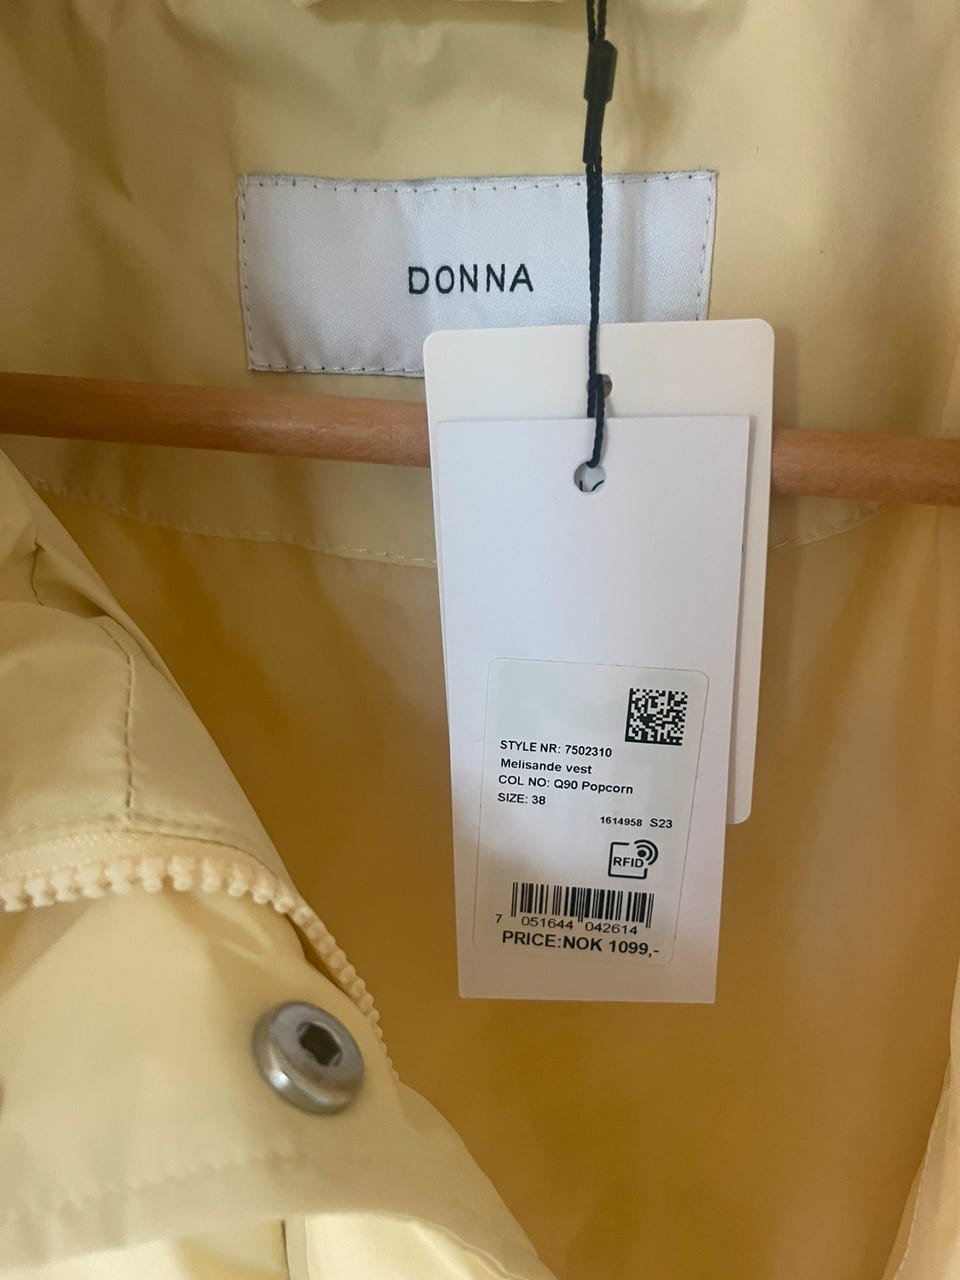 DONNA
STYLE NR: 7502310
Melisande vest
COL NO: Q90 Popcorn
SIZE: 38
1614958 S23
RFID
7 051644 042614
PRICE:NOK 1099,-